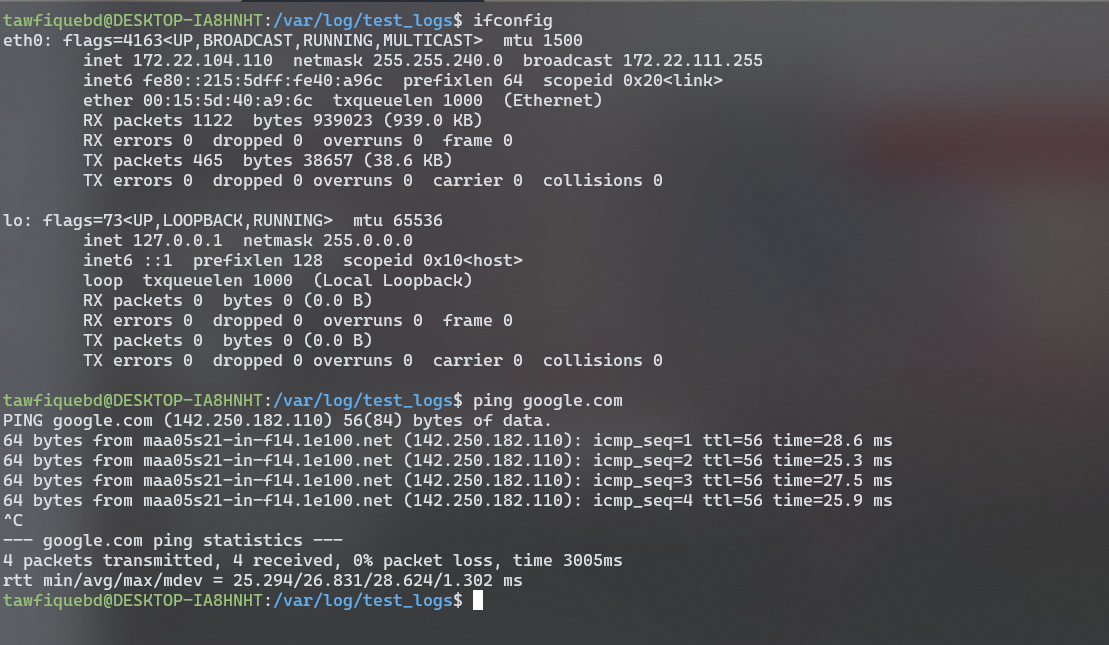 tawfiquebd@DESKTOP-IA8HNHT:/var/log/test_logs$ ifconfig
eth0: flags=4163<UP,BROADCAST,RUNNING,MULTICAST>  mtu 1500
        inet 172.22.104.110  netmask 255.255.240.0  broadcast 172.22.111.255
        inet6 fe80::215:5dff:fe40:a96c  prefixlen 64  scopeid 0x20<link>
        ether 00:15:5d:40:a9:6c  txqueuelen 1000  (Ethernet)
        RX packets 1122  bytes 939023 (939.0 KB)
        RX errors 0  dropped 0  overruns 0  frame 0
        TX packets 465  bytes 38657 (38.6 KB)
        TX errors 0  dropped 0 overruns 0  carrier 0  collisions 0

lo: flags=73<UP,LOOPBACK,RUNNING>  mtu 65536
        inet 127.0.0.1  netmask 255.0.0.0
        inet6 ::1  prefixlen 128  scopeid 0x10<host>
        loop  txqueuelen 1000  (Local Loopback)
        RX packets 0  bytes 0 (0.0 B)
        RX errors 0  dropped 0  overruns 0  frame 0
        TX packets 0  bytes 0 (0.0 B)
        TX errors 0  dropped 0 overruns 0  carrier 0  collisions 0

tawfiquebd@DESKTOP-IA8HNHT:/var/log/test_logs$ ping google.com
PING google.com (142.250.182.110) 56(84) bytes of data.
64 bytes from maa05s21-in-f14.1e100.net (142.250.182.110): icmp_seq=1 ttl=56 time=28.6 ms
64 bytes from maa05s21-in-f14.1e100.net (142.250.182.110): icmp_seq=2 ttl=56 time=25.3 ms
64 bytes from maa05s21-in-f14.1e100.net (142.250.182.110): icmp_seq=3 ttl=56 time=27.5 ms
64 bytes from maa05s21-in-f14.1e100.net (142.250.182.110): icmp_seq=4 ttl=56 time=25.9 ms
^C
--- google.com ping statistics ---
4 packets transmitted, 4 received, 0% packet loss, time 3005ms
rtt min/avg/max/mdev = 25.294/26.831/28.624/1.302 ms
tawfiquebd@DESKTOP-IA8HNHT:/var/log/test_logs$